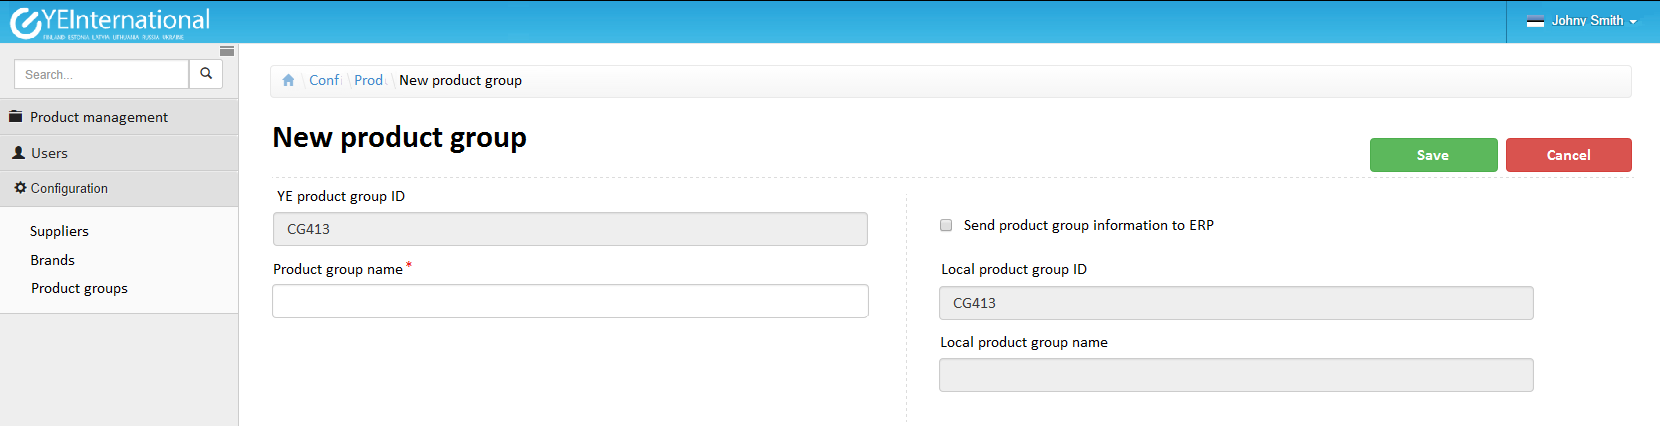 YEInternational
FINLAND ESTONIA LATVIA LITHUANIA RUSSIA UKRAINE
Johny Smith
Search...
Product management
Users
Configuration
Suppliers
Brands
Product groups
Conf
Prod
New product group
New product group
Save
Cancel
YE product group ID
CG413
Product group name *
Send product group information to ERP
Local product group ID
CG413
Local product group name